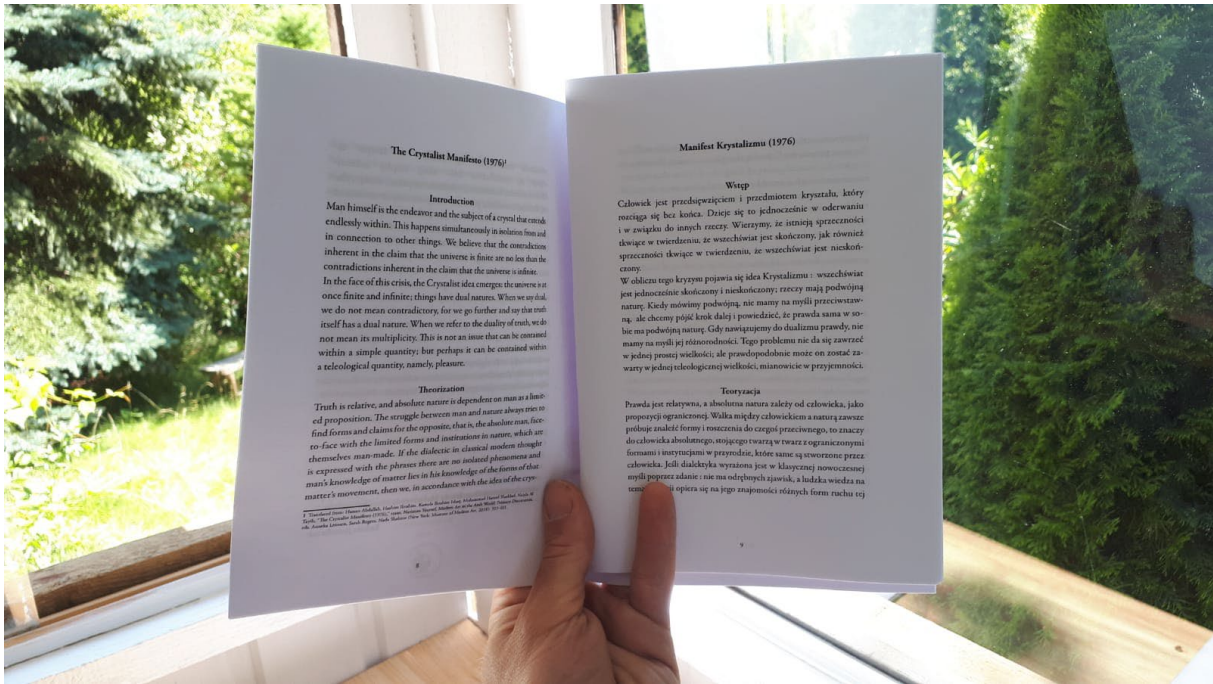 The Crystalist Manifesto (1976)¹
Introduction
Man himself is the endeavor and the subject of a crystal that extends
endlessly within. This happens simultaneously in isolation from and
in connection to other things. We believe that the contradictions
inherent in the claim that the universe is finite are no less than the
contradictions inherent in the claim that the universe is infinite.
In the face of this crisis, the Crystalist idea emerges: the universe is at
once finite and infinite; things have dual natures. When we say dual,
we do not mean contradictory, for we go further and say that truth
itself has a dual nature. When we refer to the duality of truth, we do
not mean its multiplicity. This is not an issue that can be contained
within a simple quantity; but perhaps it can be contained within
a teleological quantity, namely, pleasure.
Theorization
Truth is relative, and absolute nature is dependent on man as a limit-
ed proposition. The struggle between man and nature always tries to
find forms and claims for the opposite, that is, the absolute man, face-
to-face with the limited forms and institutions in nature, which are
themselves man-made. If the dialectic in classical modern thought
is expressed with the phrases there are no isolated phenomena and
man's knowledge of matter lies in his knowledge of the forms of that
matter's movement, then we, in accordance with the idea of the crys-
Manifest Krystalizmu (1976)
Wstęp
Człowiek jest przedsięwzięciem i przedmiotem kryształu, który
rozciąga się bez końca. Dzieje się to jednocześnie w oderwaniu
i w związku do innych rzeczy. Wierzymy, że istnieją sprzeczności
tkwiące w twierdzeniu, że wszechświat jest skończony, jak również
sprzeczności tkwiące w twierdzeniu, że wszechświat jest nieskoń-
czony.
W obliczu tego kryzysu pojawia się idea Krystalizmu : wszechświat
jest jednocześnie skończony i nieskończony; rzeczy mają podwójną
naturę. Kiedy mówimy podwójną, nie mamy na myśli przeciwstaw-
ną, ale chcemy pójść krok dalej i powiedzieć, że prawda sama w so-
bie ma podwójną naturę. Gdy nawiązujemy do dualizmu prawdy, nie
mamy na myśli jej różnorodności. Tego problemu nie da się zawrzeć
w jednej prostej wielkości; ale prawdopodobnie może on zostać za-
warty w jednej teleologicznej wielkości, mianowicie w przyjemności.
Teoryzacja
Prawda jest relatywna, a absolutna natura zależy od człowieka, jako
propozycji ograniczonej. Walka między człowiekiem a naturą zawsze
próbuje znaleźć formy i roszczenia do czegoś przeciwnego, to znaczy
do człowieka absolutnego, stojącego twarzą w twarz z ograniczonymi
formami i instytucjami w przyrodzie, które same są stworzone przez
człowieka. Jeśli dialektyka wyrażona jest w klasycznej nowoczesnej
myśli poprzez zdanie : nie ma odrębnych zjawisk, a ludzka wiedza na
opiera się na jego znajomości różnych form ruchu tej
9